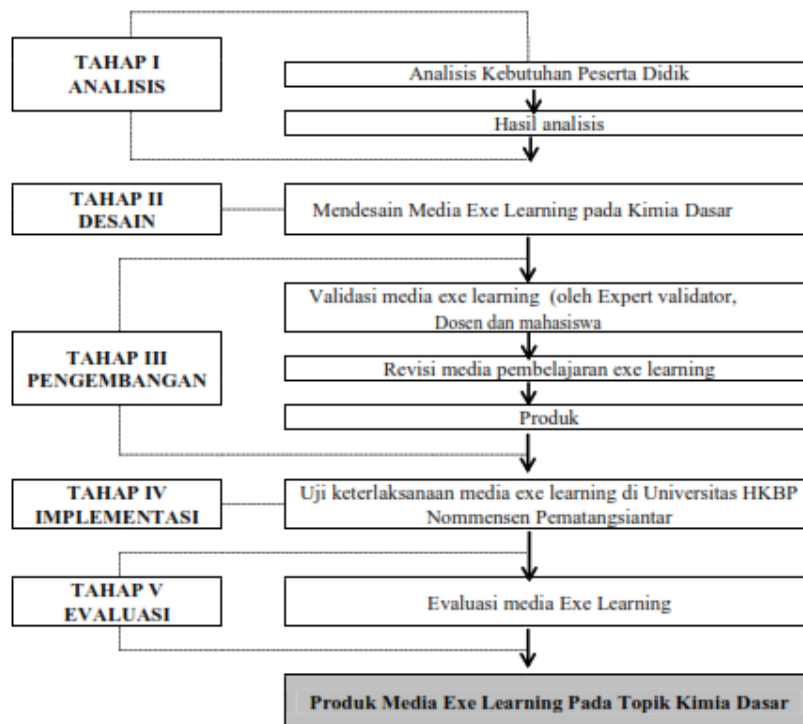 TAHAP I
ANALISIS
Analisis Kebutuhan Peserta Didik
Hasil analisis
TAHAP II
DESAIN
Mendesain Media Exe Learning pada Kimia Dasar
Validasi media exe learning (oleh Expert validator,
Dosen dan mahasiswa
TAHAP III
PENGEMBANGAN
Revisi media pembelajaran exe learning
Produk
TAHAP IV
IMPLEMENTASI
Uji keterlaksanaan media exe learning di Universitas HKBP
Nommensen Pematangsiantar
TAHAP V
EVALUASI
Evaluasi media Exe Learning
Produk Media Exe Learning Pada Topik Kimia Dasar